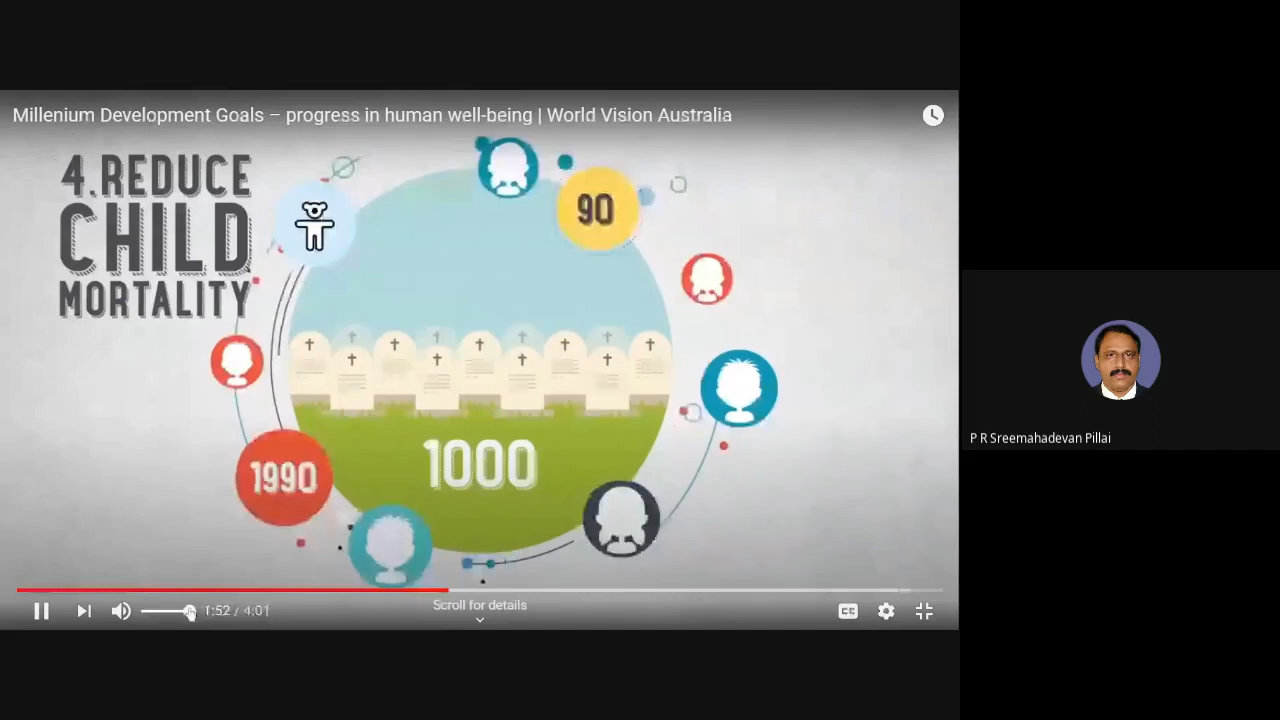 Millenium Development Goals – progress in human well-being | World Vision Australia
4.REDUCE
CHILD
MORTALITY
90
1990
1000
1:52 / 4:01
Scroll for details
CC
P R Sreemahadevan Pillai